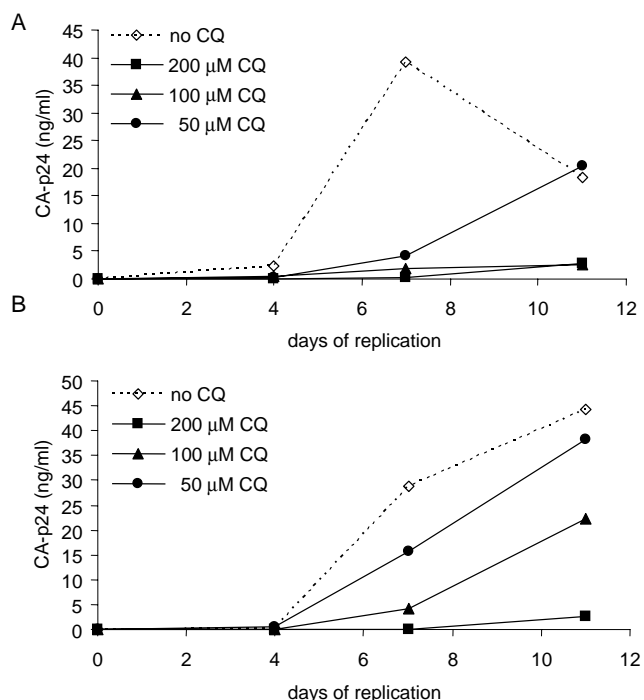 A
no CQ
200 μM CQ
100 μM CQ
50 μM CQ
CA-p24 (ng/ml)
45
40
35
30
25
20
15
10
5
0
0 2 4 6 8 10 12
days of replication
B
no CQ
200 μM CQ
100 μM CQ
50 μM CQ
CA-p24 (ng/ml)
50
45
40
35
30
25
20
15
10
5
0
0 2 4 6 8 10 12
days of replication